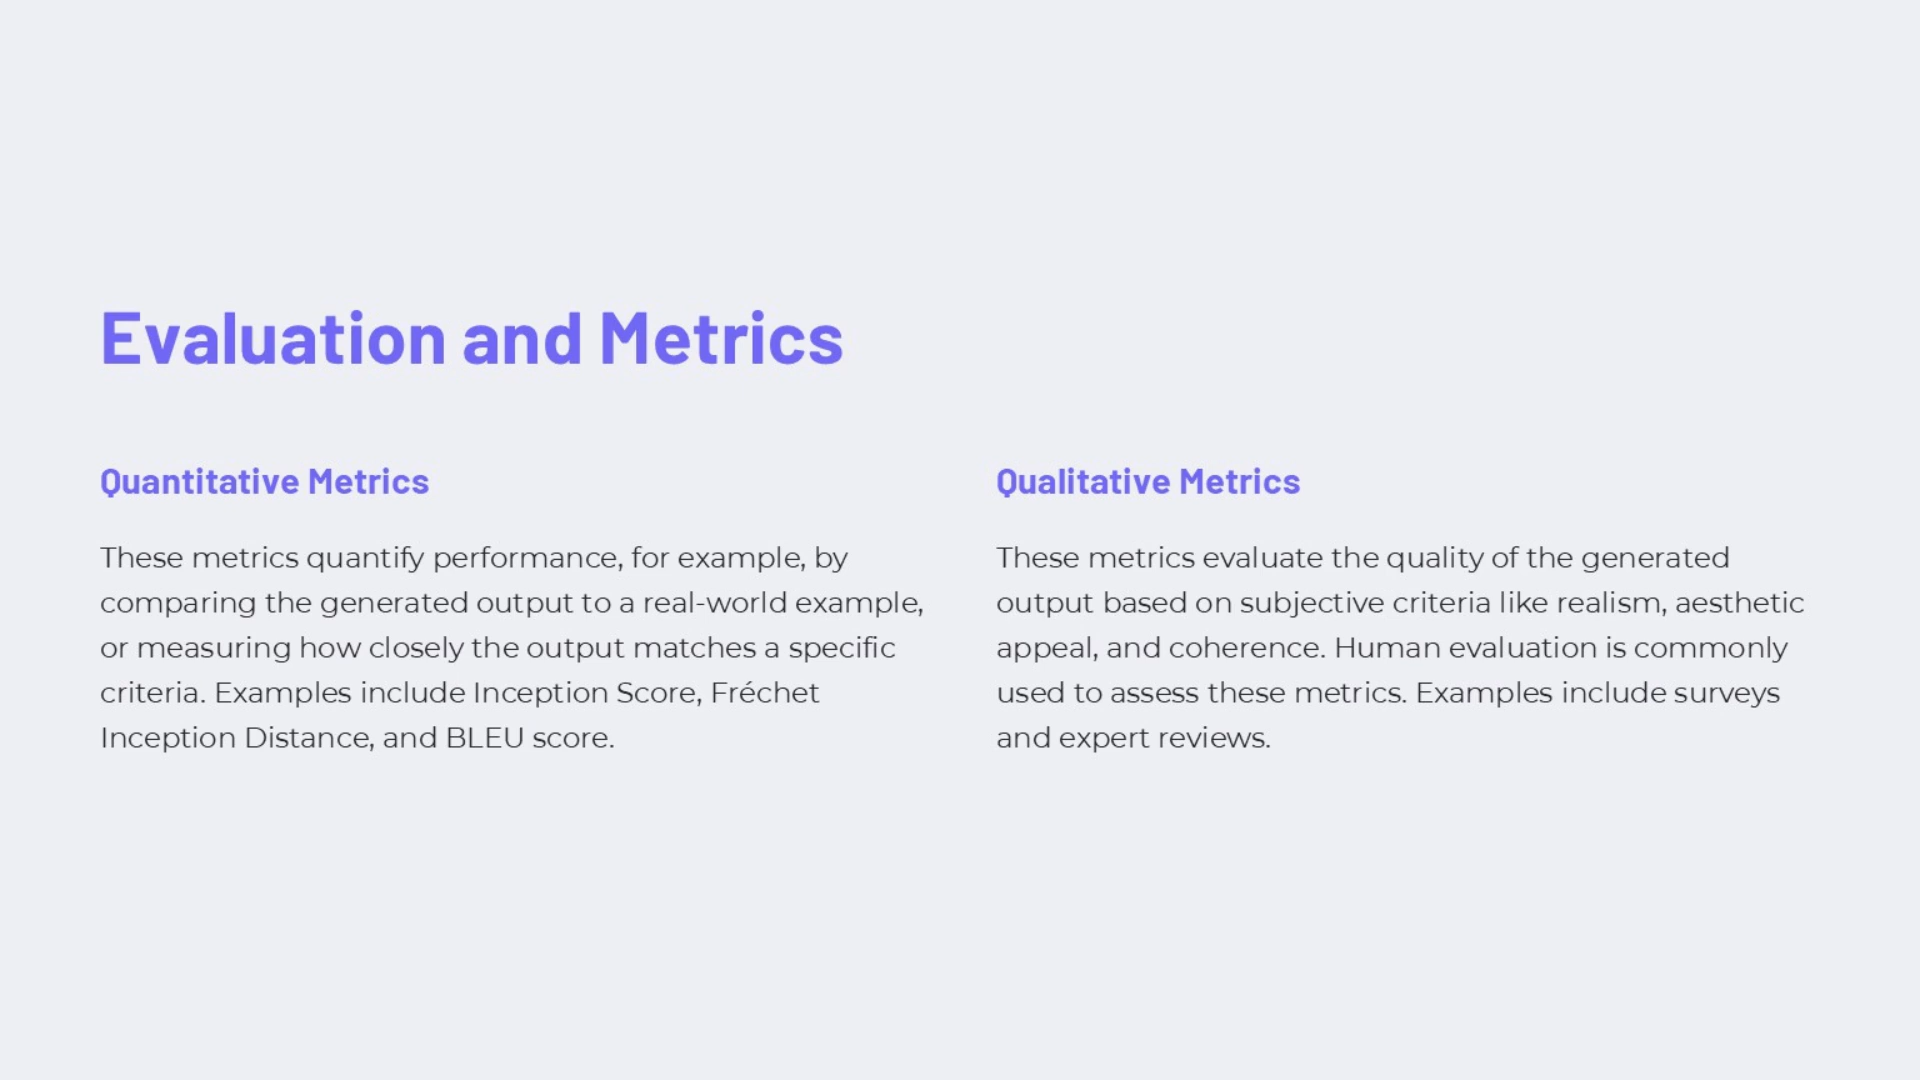 Evaluation and Metrics
Quantitative Metrics
These metrics quantify performance, for example, by
comparing the generated output to a real-world example,
or measuring how closely the output matches a specific
criteria. Examples include Inception Score, Fréchet
Inception Distance, and BLEU score.
Qualitative Metrics
These metrics evaluate the quality of the generated
output based on subjective criteria like realism, aesthetic
appeal, and coherence. Human evaluation is commonly
used to assess these metrics. Examples include surveys
and expert reviews.